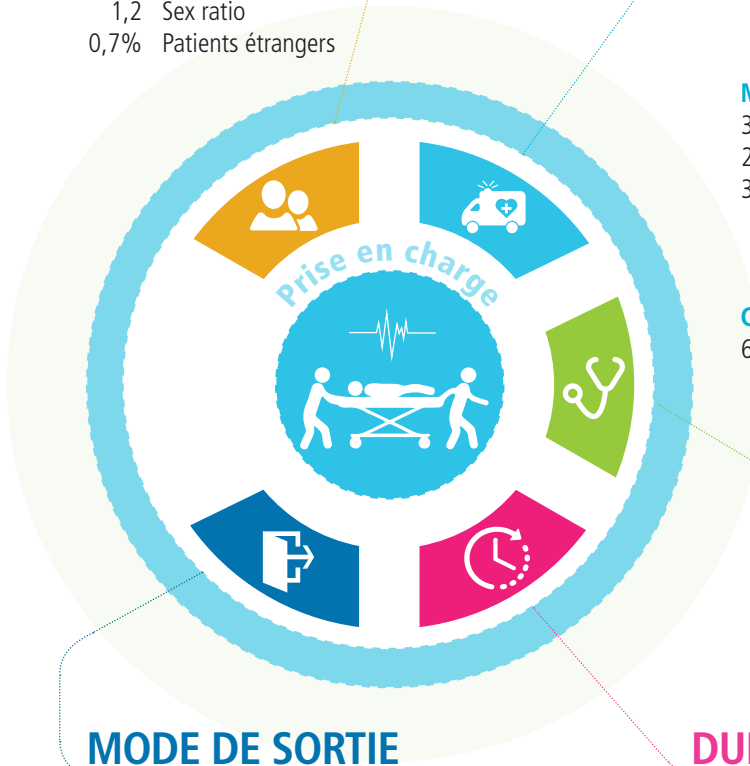 1,2 Sex ratio
0,7% Patients étrangers
Prise en charge
MODE DE SORTIE